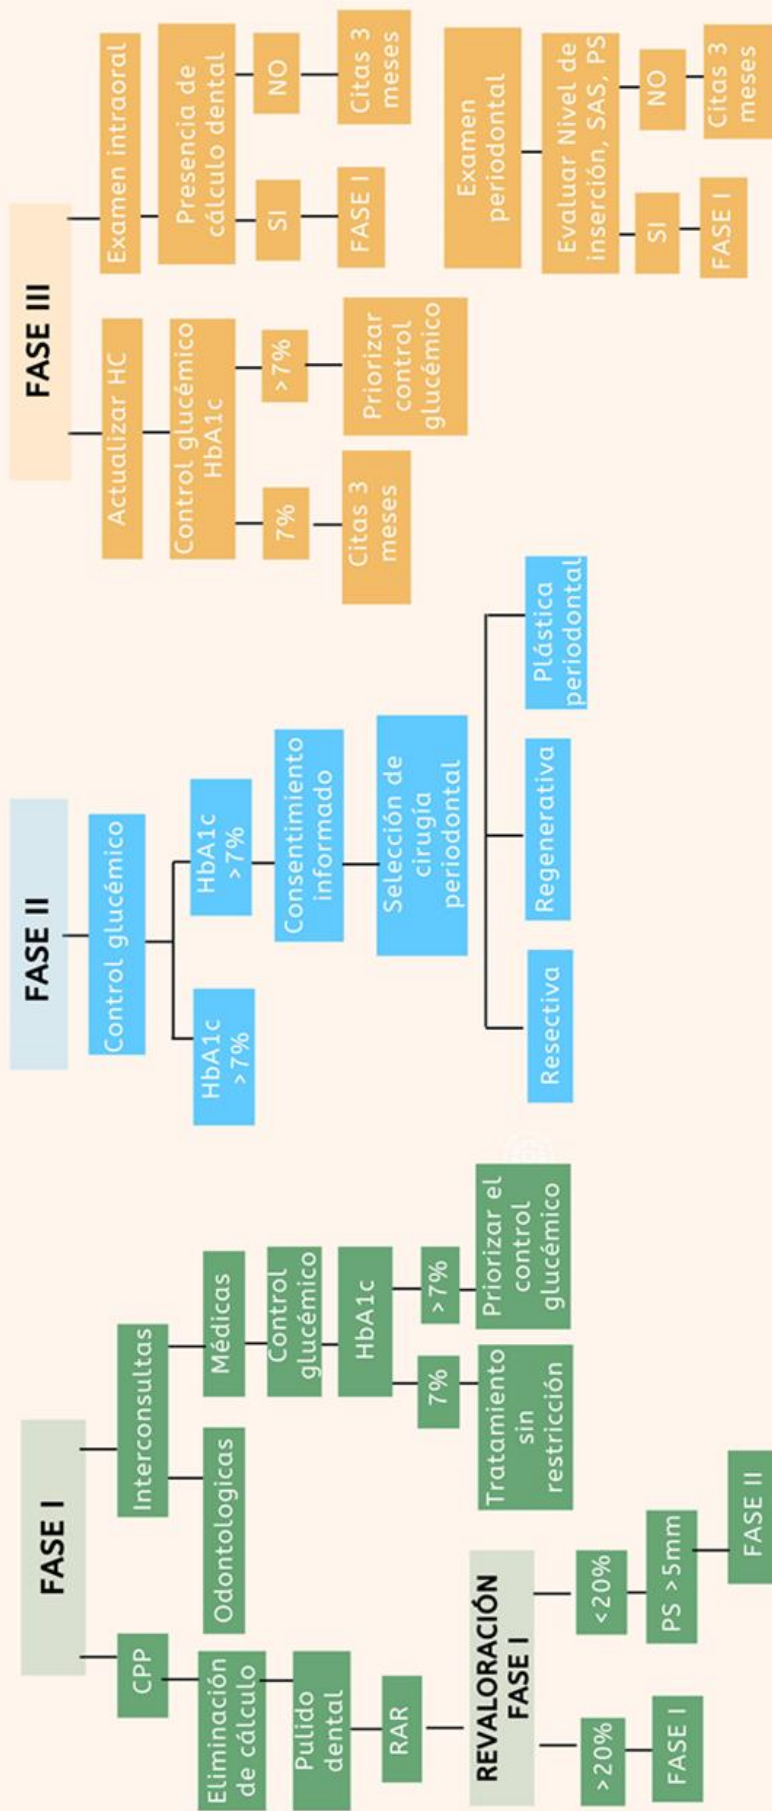 FASE I
CPP
Eliminación
de cálculo
Pulido
dental
RAR
REVALORACIÓN
FASE I
>20%
FASE I
<20%
PS >5mm
FASE II
Interconsultas
Odontologicas
Médicas
Control
glucémico
HbA1c
7%
Tratamiento
sin
restricción
>7%
Priorizar el
control
glucémico
FASE II
Control glucémico
HbA1c
>7%
HbA1c
>7%
Consentimiento
informado
Selección de
cirugía
periodontal
Resectiva
Regenerativa
Plástica
periodontal
FASE III
Actualizar HC
Control glucémico
HbA1c
7%
Citas 3
meses
>7%
Priorizar
control
glucémico
Examen intraoral
Presencia de
cálculo dental
SI
FASE I
NO
Citas 3
meses
Examen
periodontal
Evaluar Nivel de
inserción, SAS, PS
SI
FASE I
NO
Citas 3
meses